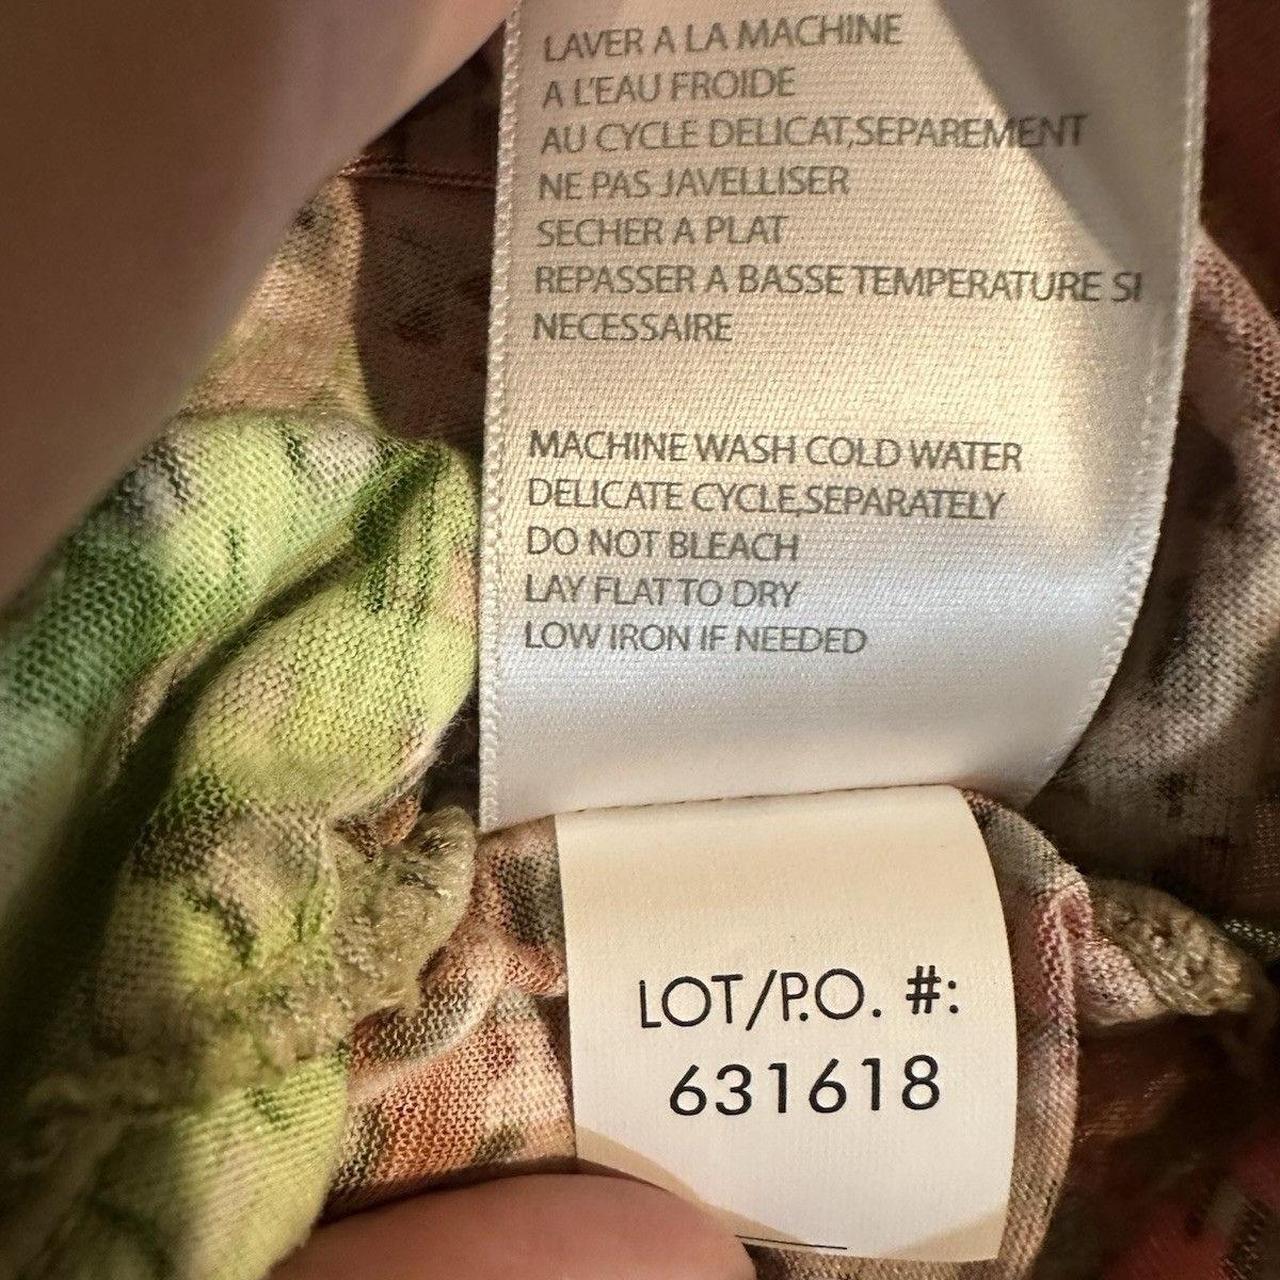 LAVER A LA MACHINE
A L'EAU FROIDE
AU CYCLE DELICAT,SEPAREMENT
NE PAS JAVELLISER
SECHER A PLAT
REPASSER A BASSE TEMPERATURE SI
NECESSAIRE
MACHINE WASH COLD WATER
DELICATE CYCLE,SEPARATELY
DO NOT BLEACH
LAY FLAT TO DRY
LOW IRON IF NEEDED
LOT/P.O. #:
631618